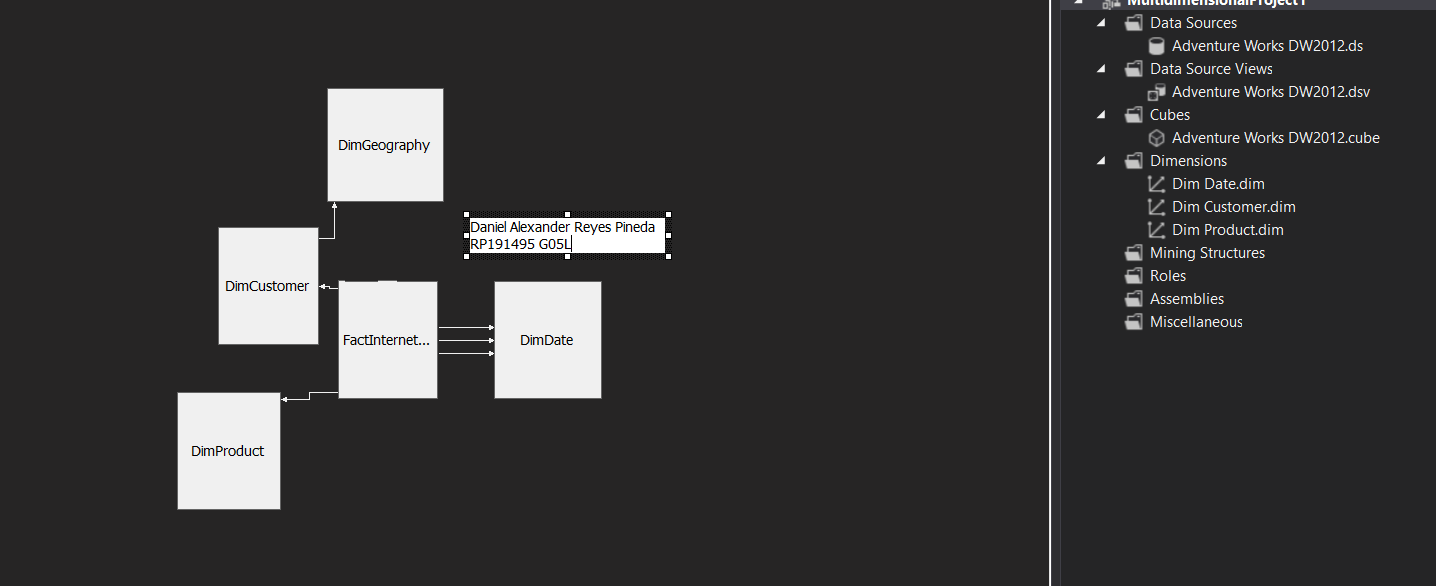 DimGeography
Daniel Alexander Reyes Pineda
RP191495 G05L
DimCustomer
FactInternet...
DimDate
DimProduct
MultidimensionalProject1
Data Sources
Adventure Works DW2012.ds
Data Source Views
Adventure Works DW2012.dsv
Cubes
Adventure Works DW2012.cube
Dimensions
Dim Date.dim
Dim Customer.dim
Dim Product.dim
Mining Structures
Roles
Assemblies
Miscellaneous